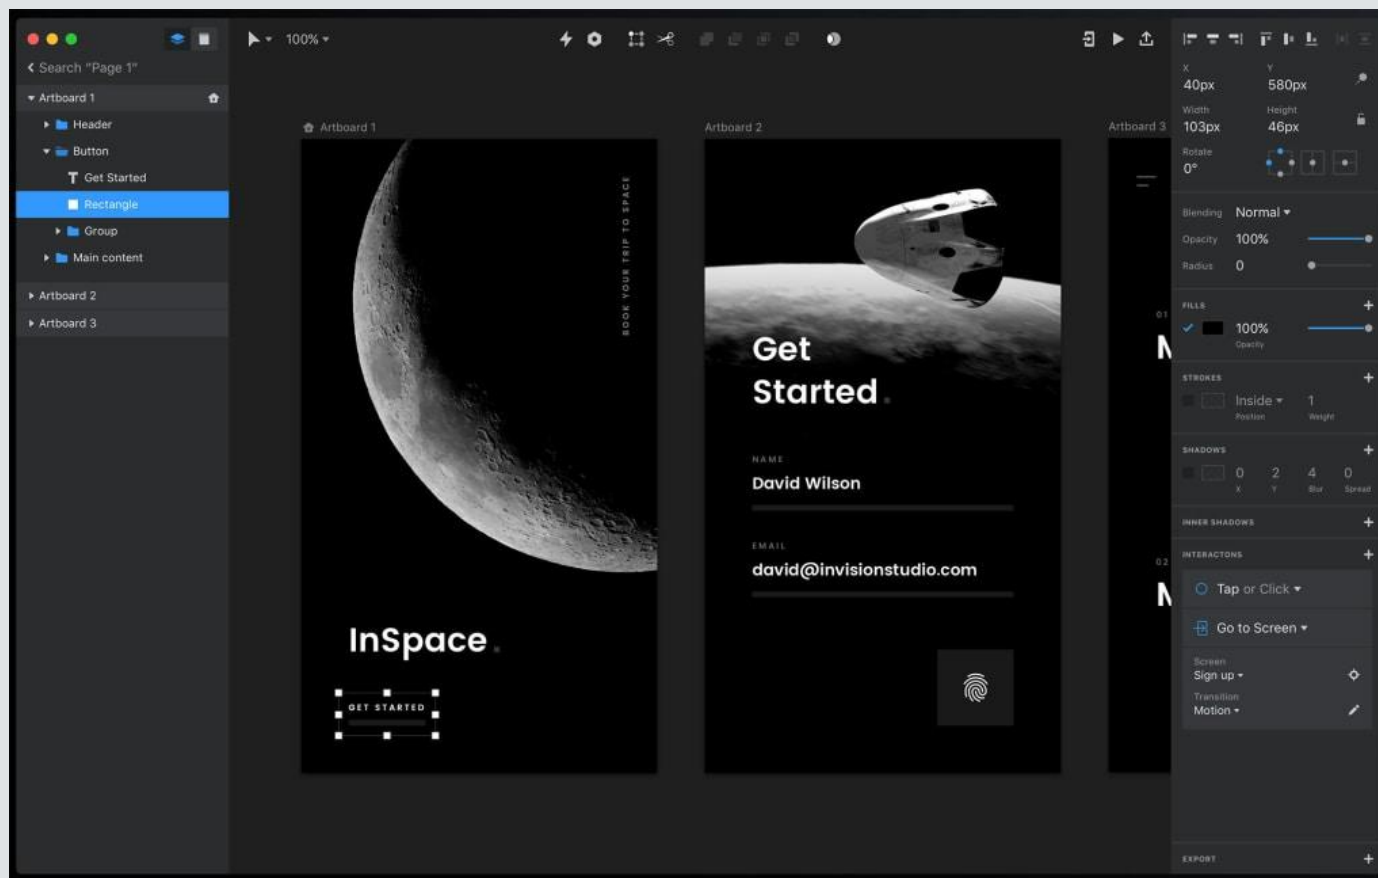 Search "Page 1"
Artboard 1
Header
Button
Get Started
Rectangle
Group
Main content
Artboard 2
Artboard 3
100%
Artboard 1
BOOK YOUR TRIP TO SPACE
InSpace.
GET STARTED
Artboard 2
Get
Started.
NAME
David Wilson
EMAIL
david@invisionstudio.com
Artboard 3
01
M
02
M
X Y
40px 580px
Width Height
103px 46px
Rotate
0°
Blending Normal
Opacity 100%
Radius 0
FILLS
100%
Opacity
STROKES
Inside 1
Position Weight
SHADOWS
0 2 4 0
X Y Blur Spread
INNER SHADOWS
INTERACTONS
Tap or Click
Go to Screen
Screen
Sign up
Transition
Motion
EXPORT